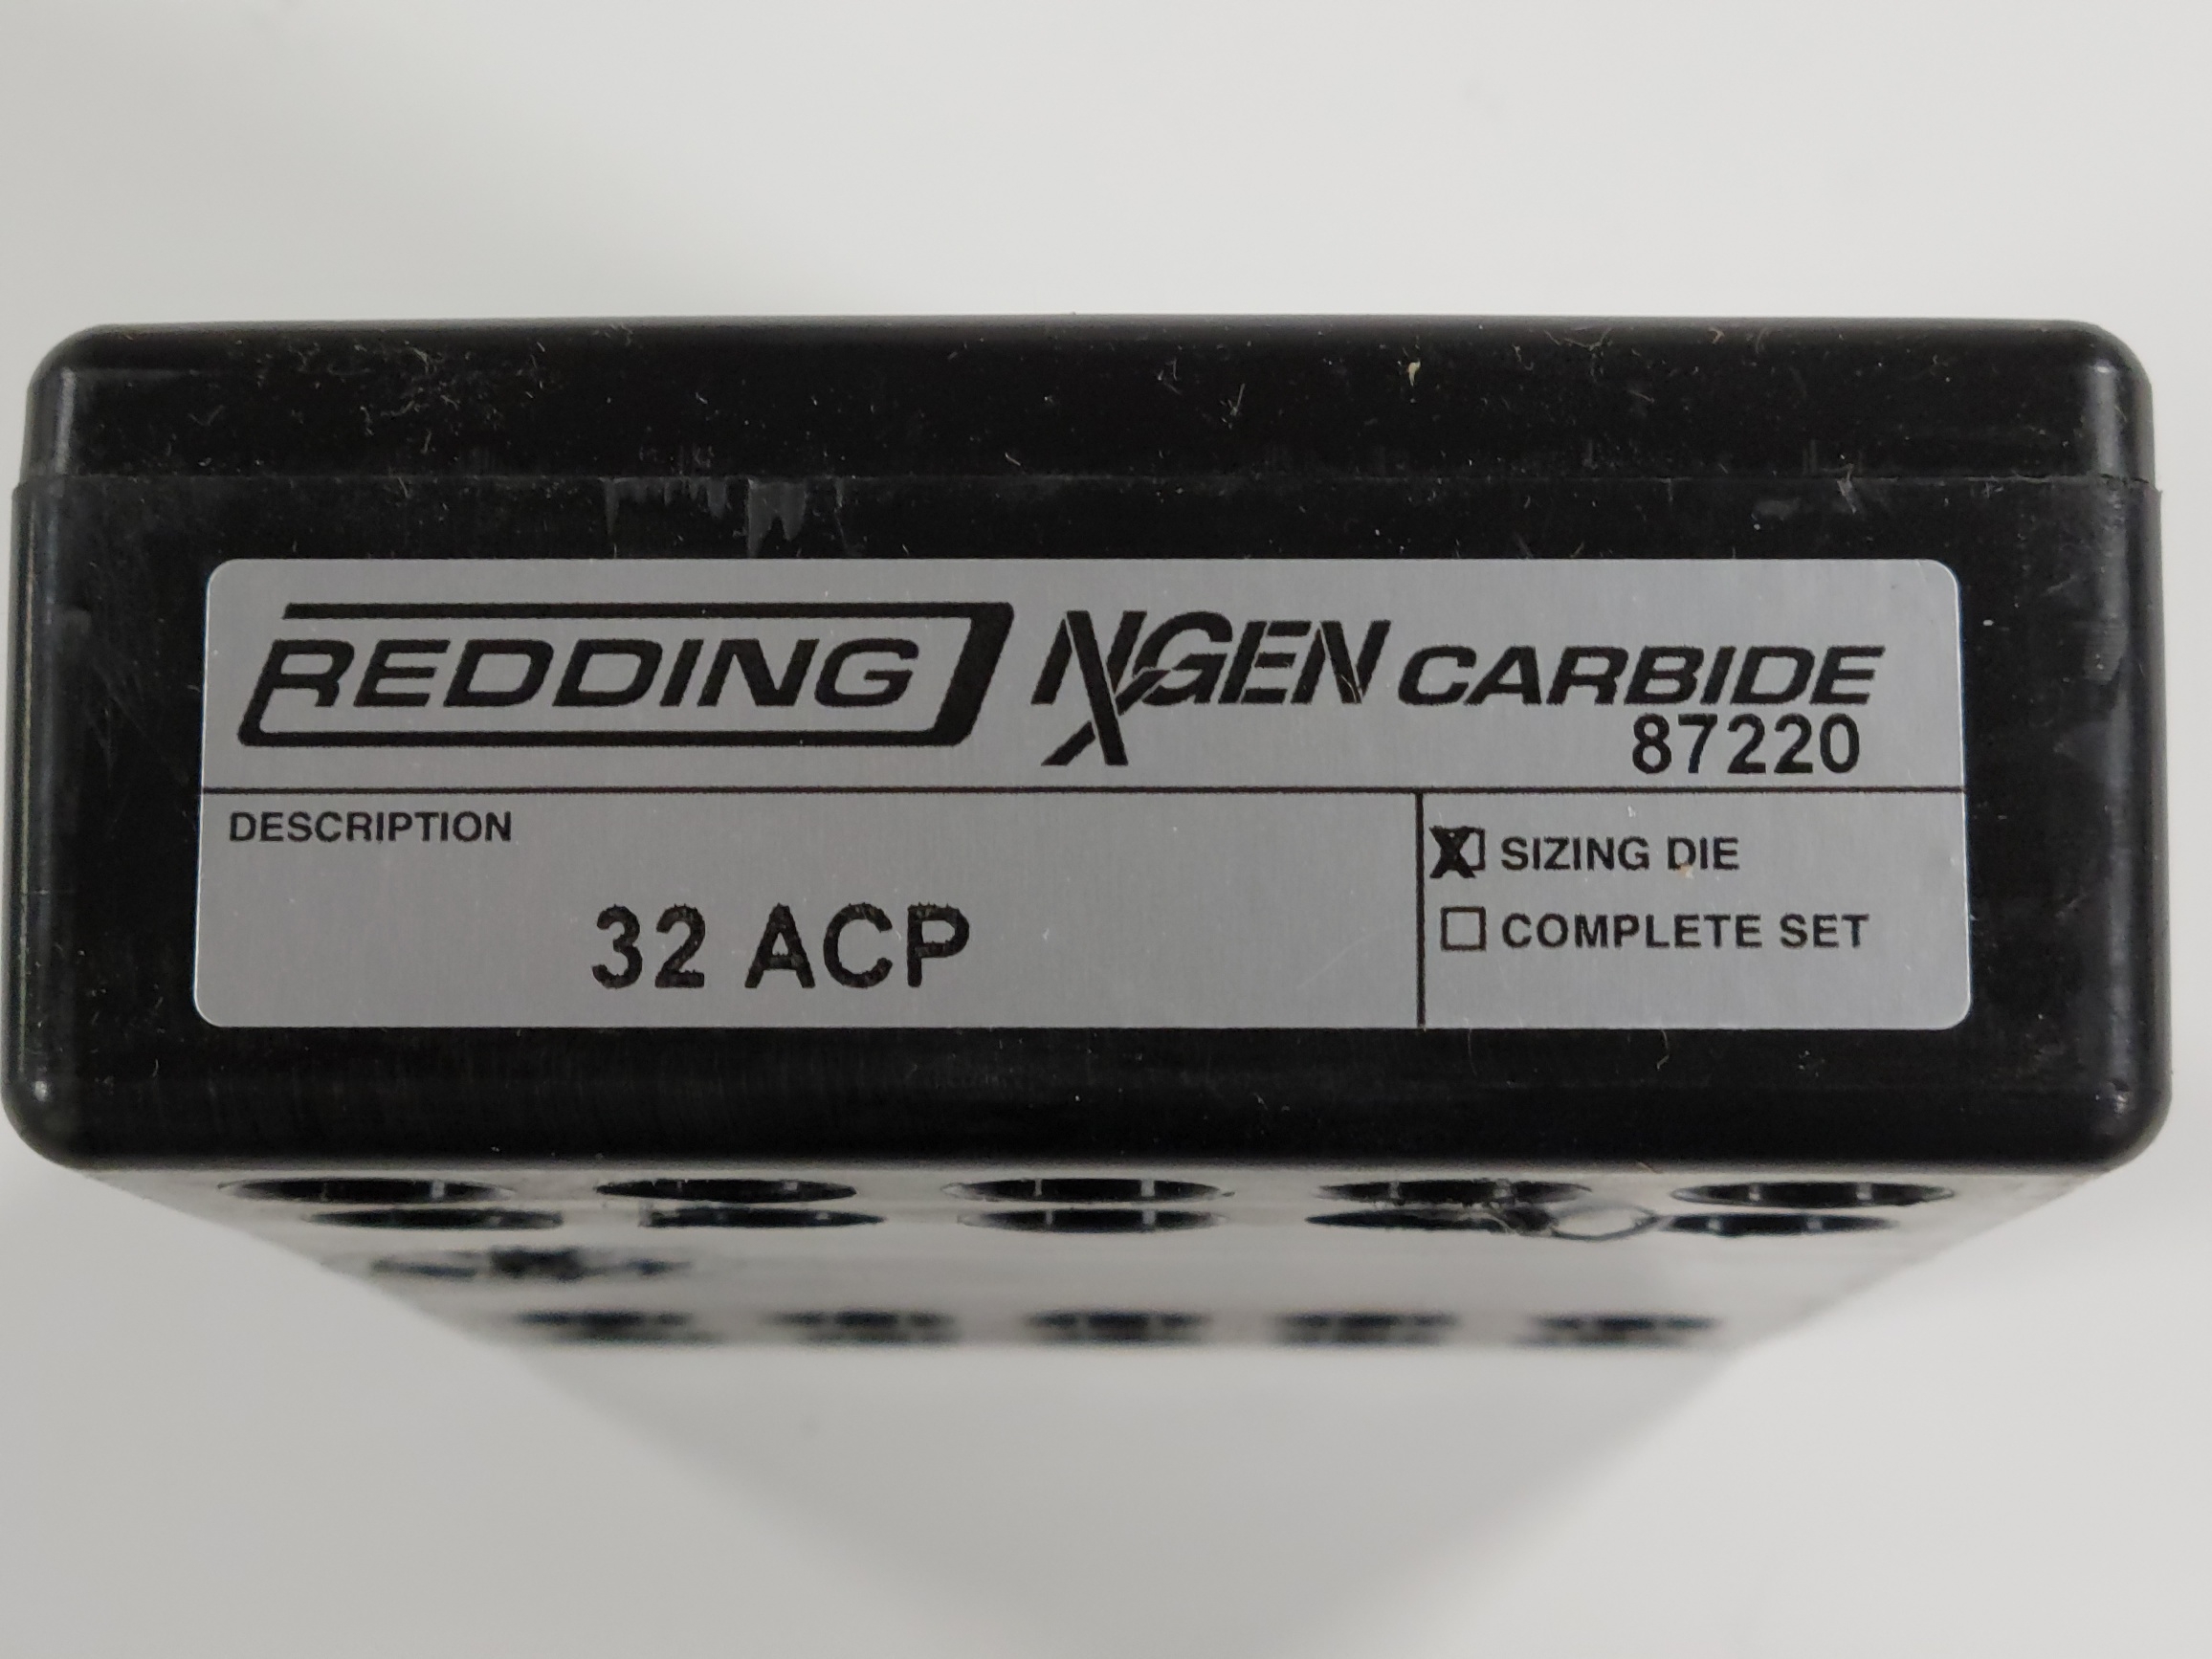 REDDING NXGEN CARBIDE
87220
DESCRIPTION
32 ACP
X SIZING DIE
COMPLETE SET